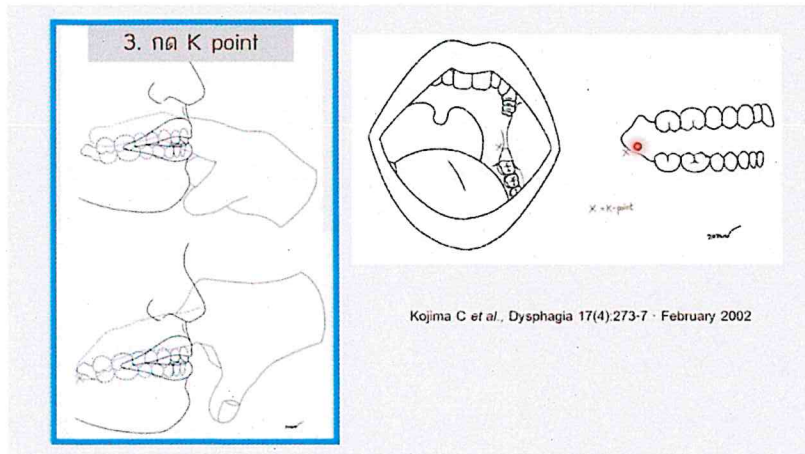 3. กด K point
X = K-point
Kojima C et al., Dysphagia 17(4):273-7 · February 2002